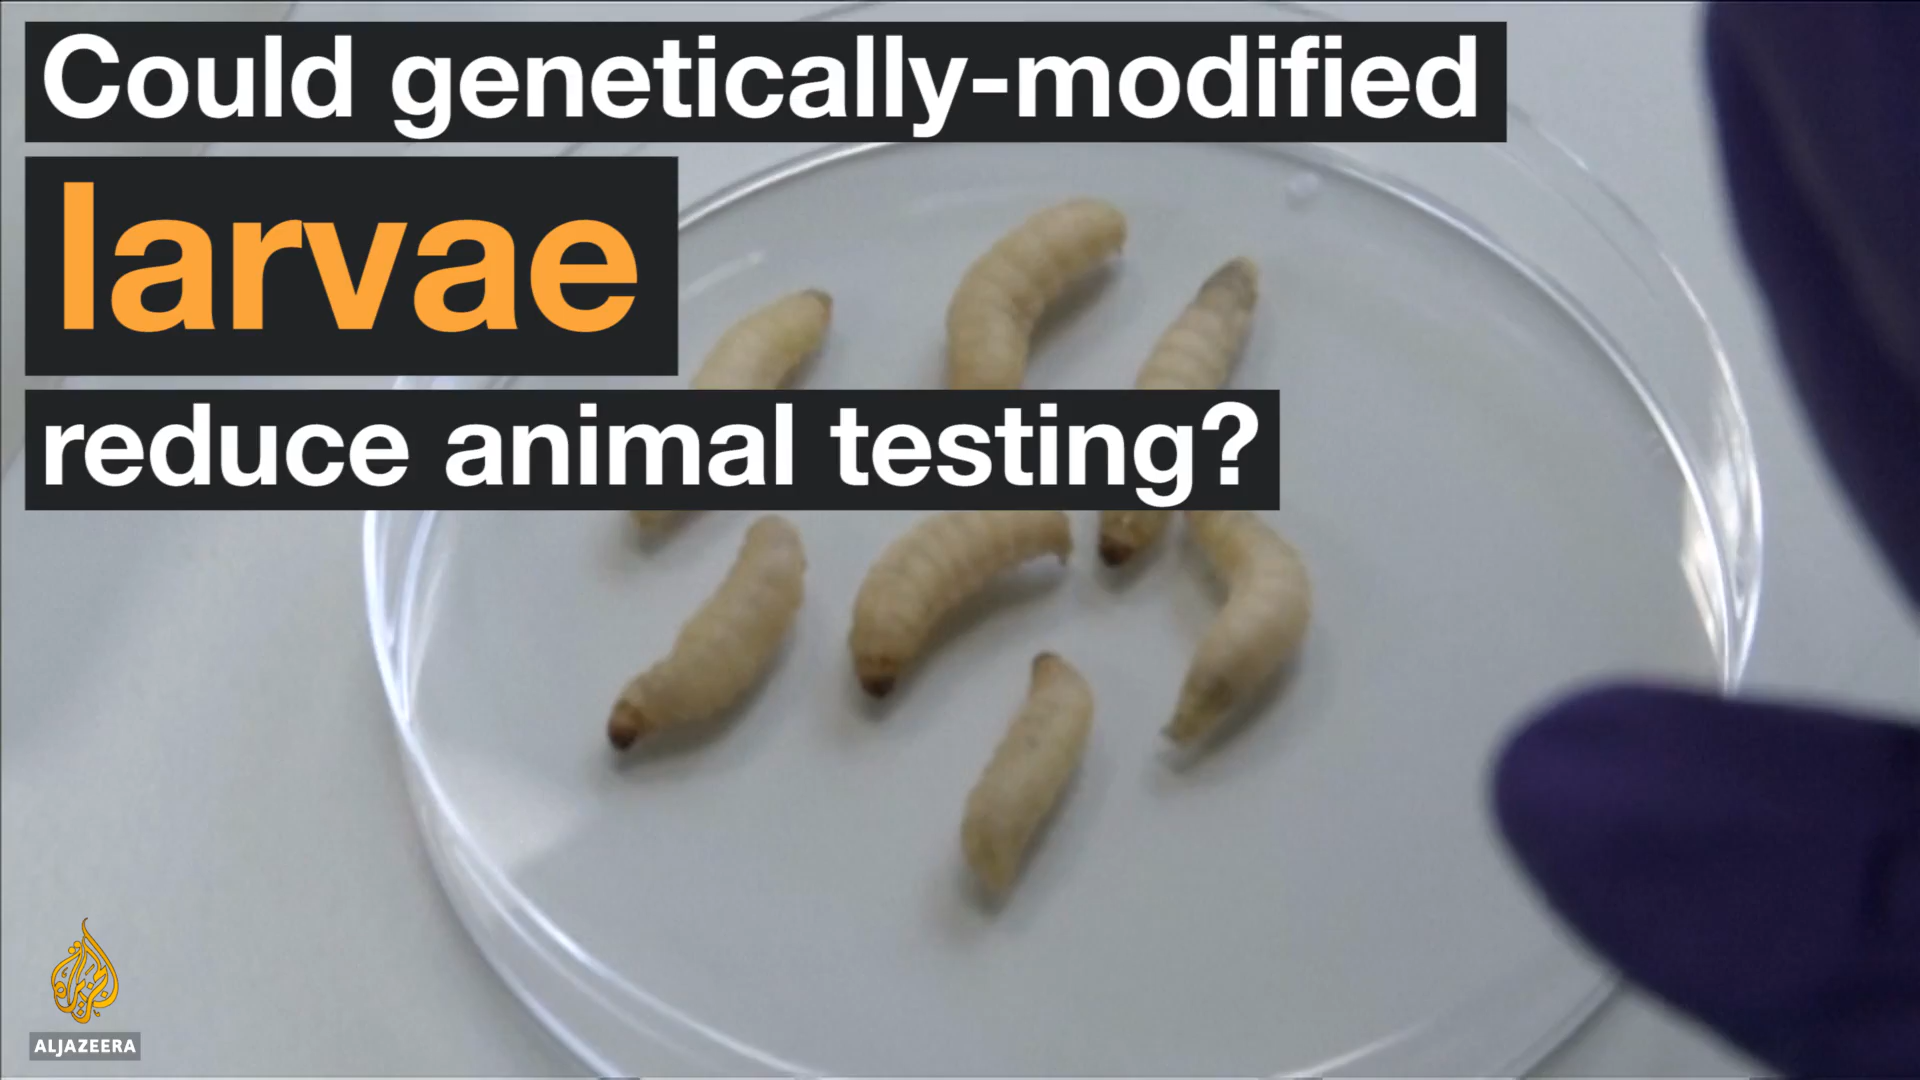 Could genetically-modified
larvae
reduce animal testing?
ALJAZEERA